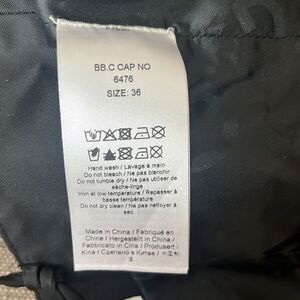 BB.C CAP NO
6476
SIZE: 36
Hand wash / Lavage à main
Do not bleach / Ne pas blanchir
Do not tumble dry / Ne pas utiliser de
sèche-linge
Iron at low temperature / Repasser à
basse température
Do not dry clean / Ne pas nettoyer à
sec
Made in China / Fabriqué en
Chine / Hergestellt in China /
Fabbricato in Cina / Produsert i
Kina / Сделано в Китае /